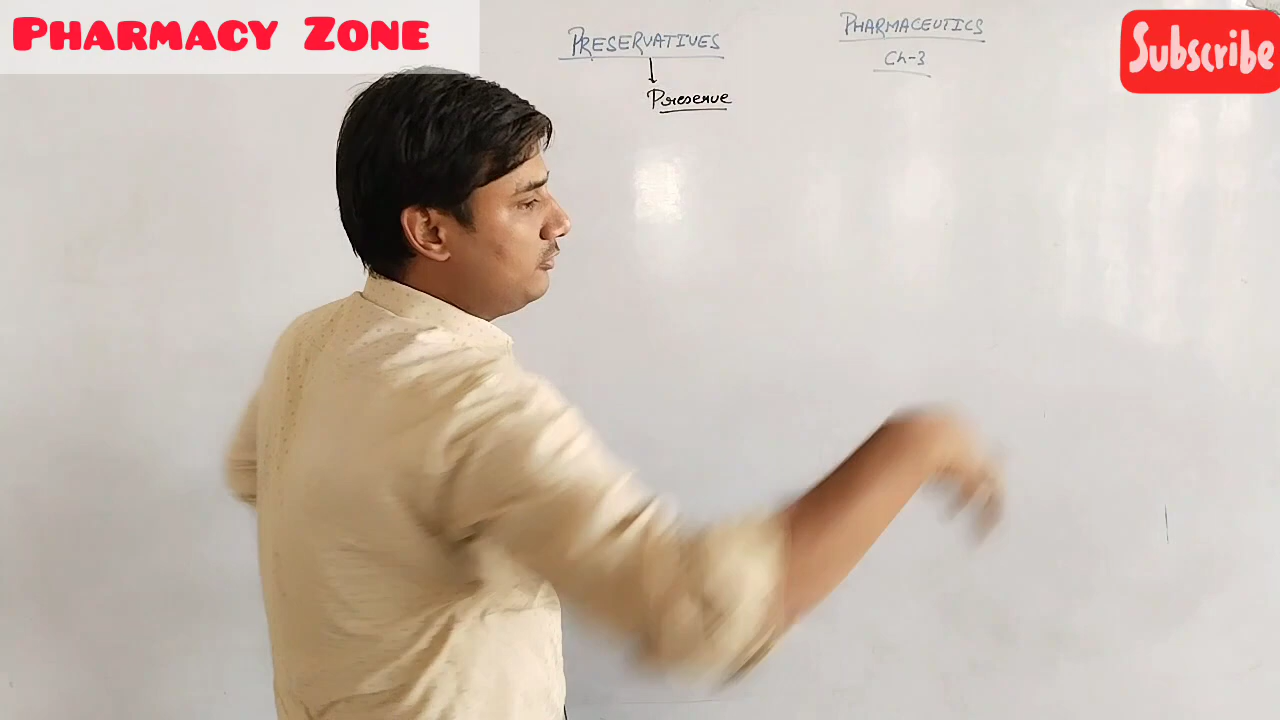 PHARMACY ZONE
PRESERVATIVES
Preserve
PHARMACEUTICS
Ch-3
Subscribe